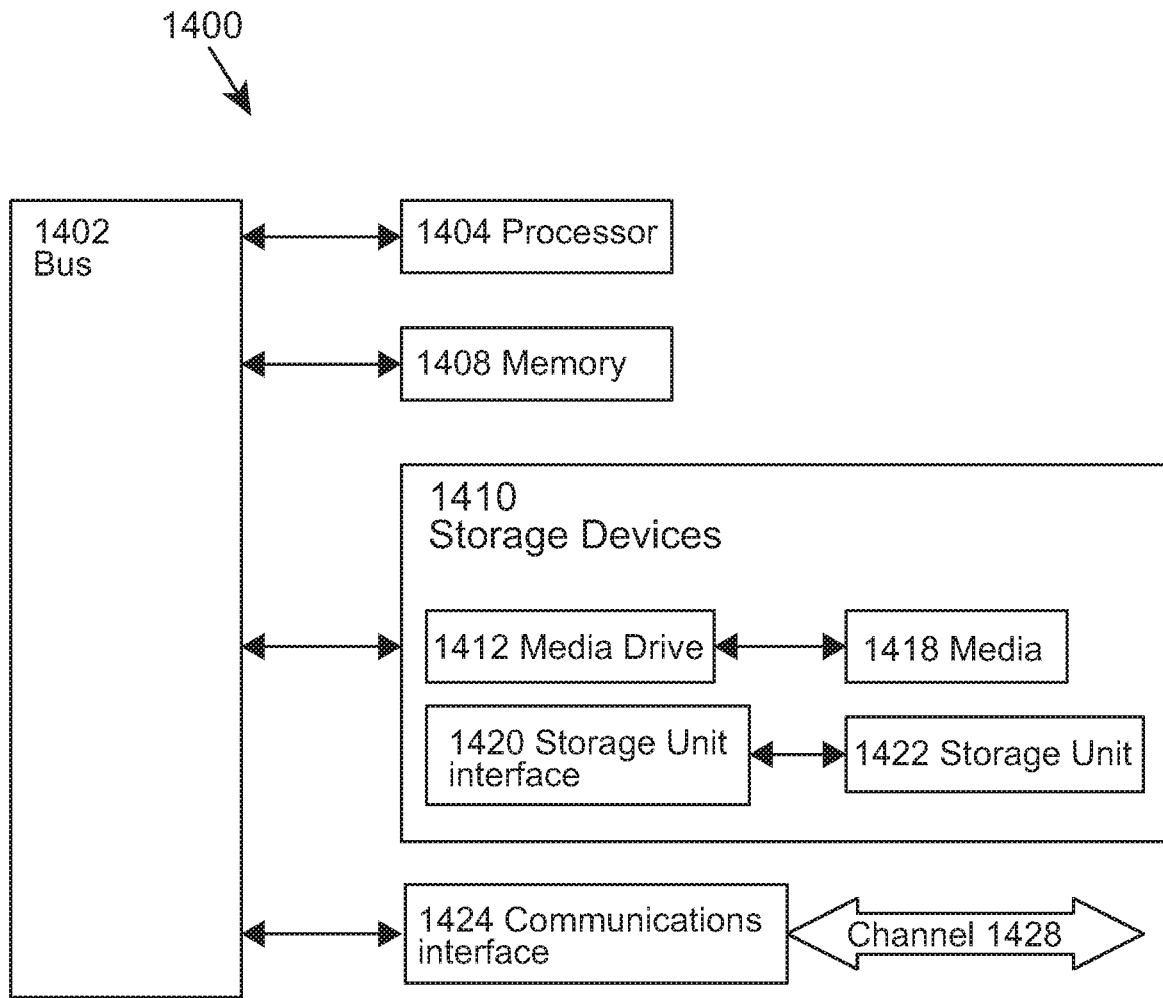 1400
1402
Bus
1404 Processor
1408 Memory
1410
Storage Devices
1412 Media Drive
1418 Media
1420 Storage Unit
interface
1422 Storage Unit
1424 Communications
interface
Channel 1428